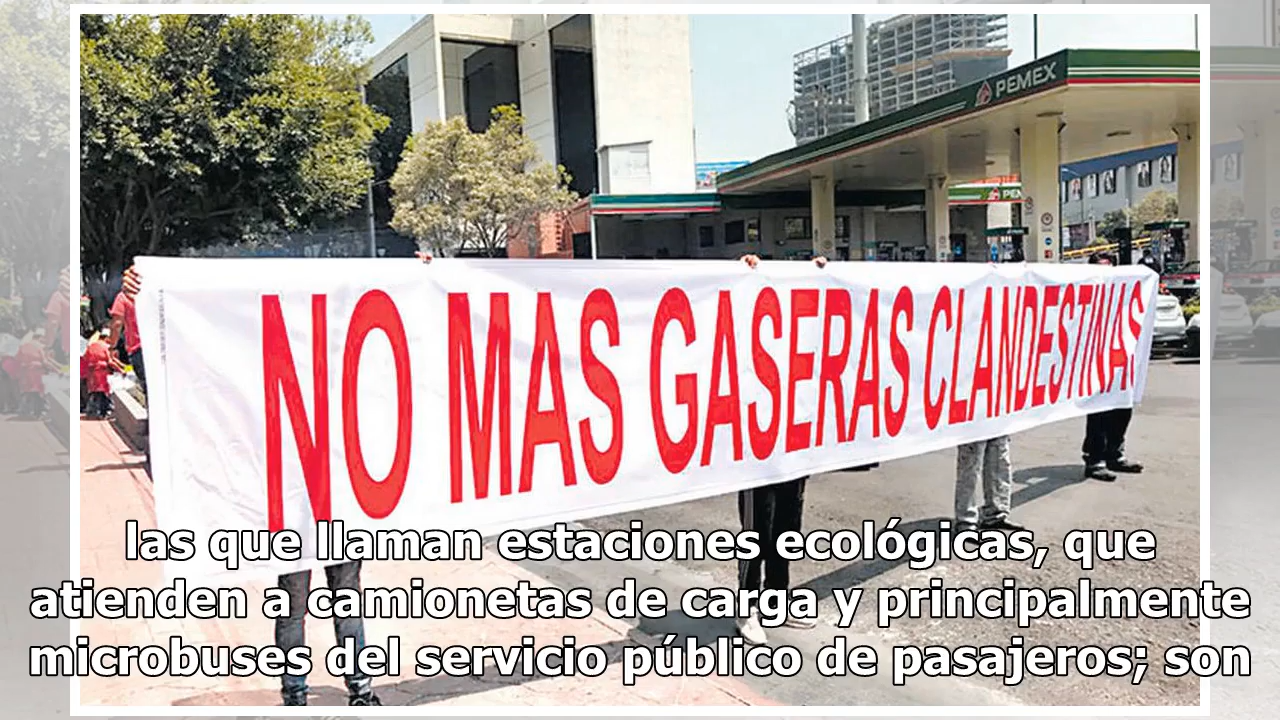 PEMEX
PEM
NO MAS GASERAS CLANDESTINAS
las que llaman estaciones ecológicas, que
atienden a camionetas de carga y principalmente
microbuses del servicio público de pasajeros; son